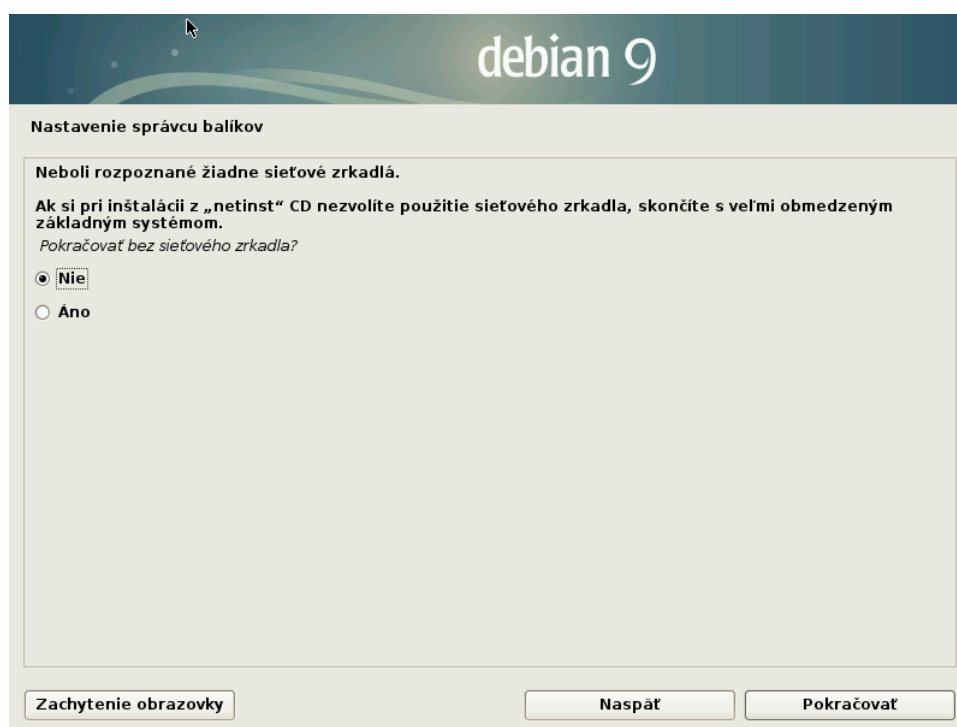 debian 9
Nastavenie správcu balíkov
Neboli rozpoznané žiadne sieťové zrkadlá.
Ak si pri inštalácii z „netinst“ CD nezvolíte použitie sieťového zrkadla, skončíte s veľmi obmedzeným
základným systémom.
Pokračovať bez sieťového zrkadla?
Nie
Áno
Zachytenie obrazovky
Naspäť
Pokračovať